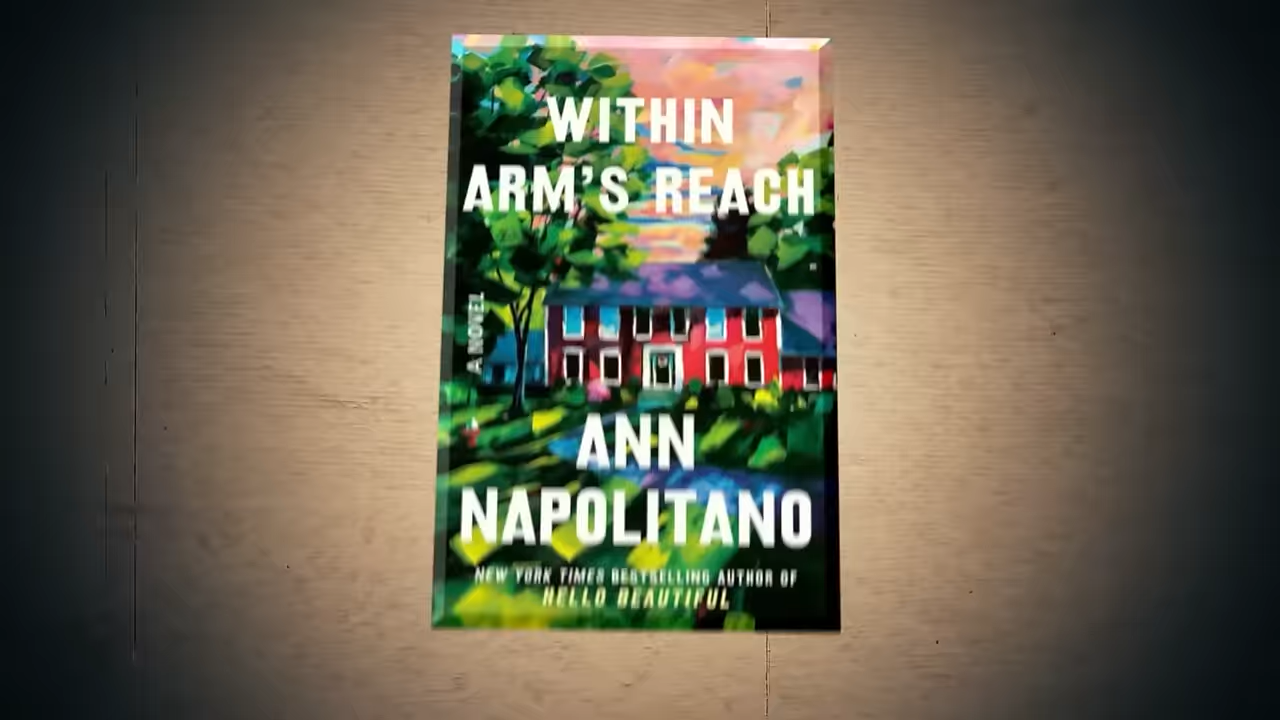 WITHIN
ARM'S REACH
A NOVEL
ANN
NAPOLITANO
NEW YORK TIMES BESTSELLING AUTHOR OF
HELLO BEAUTIFUL